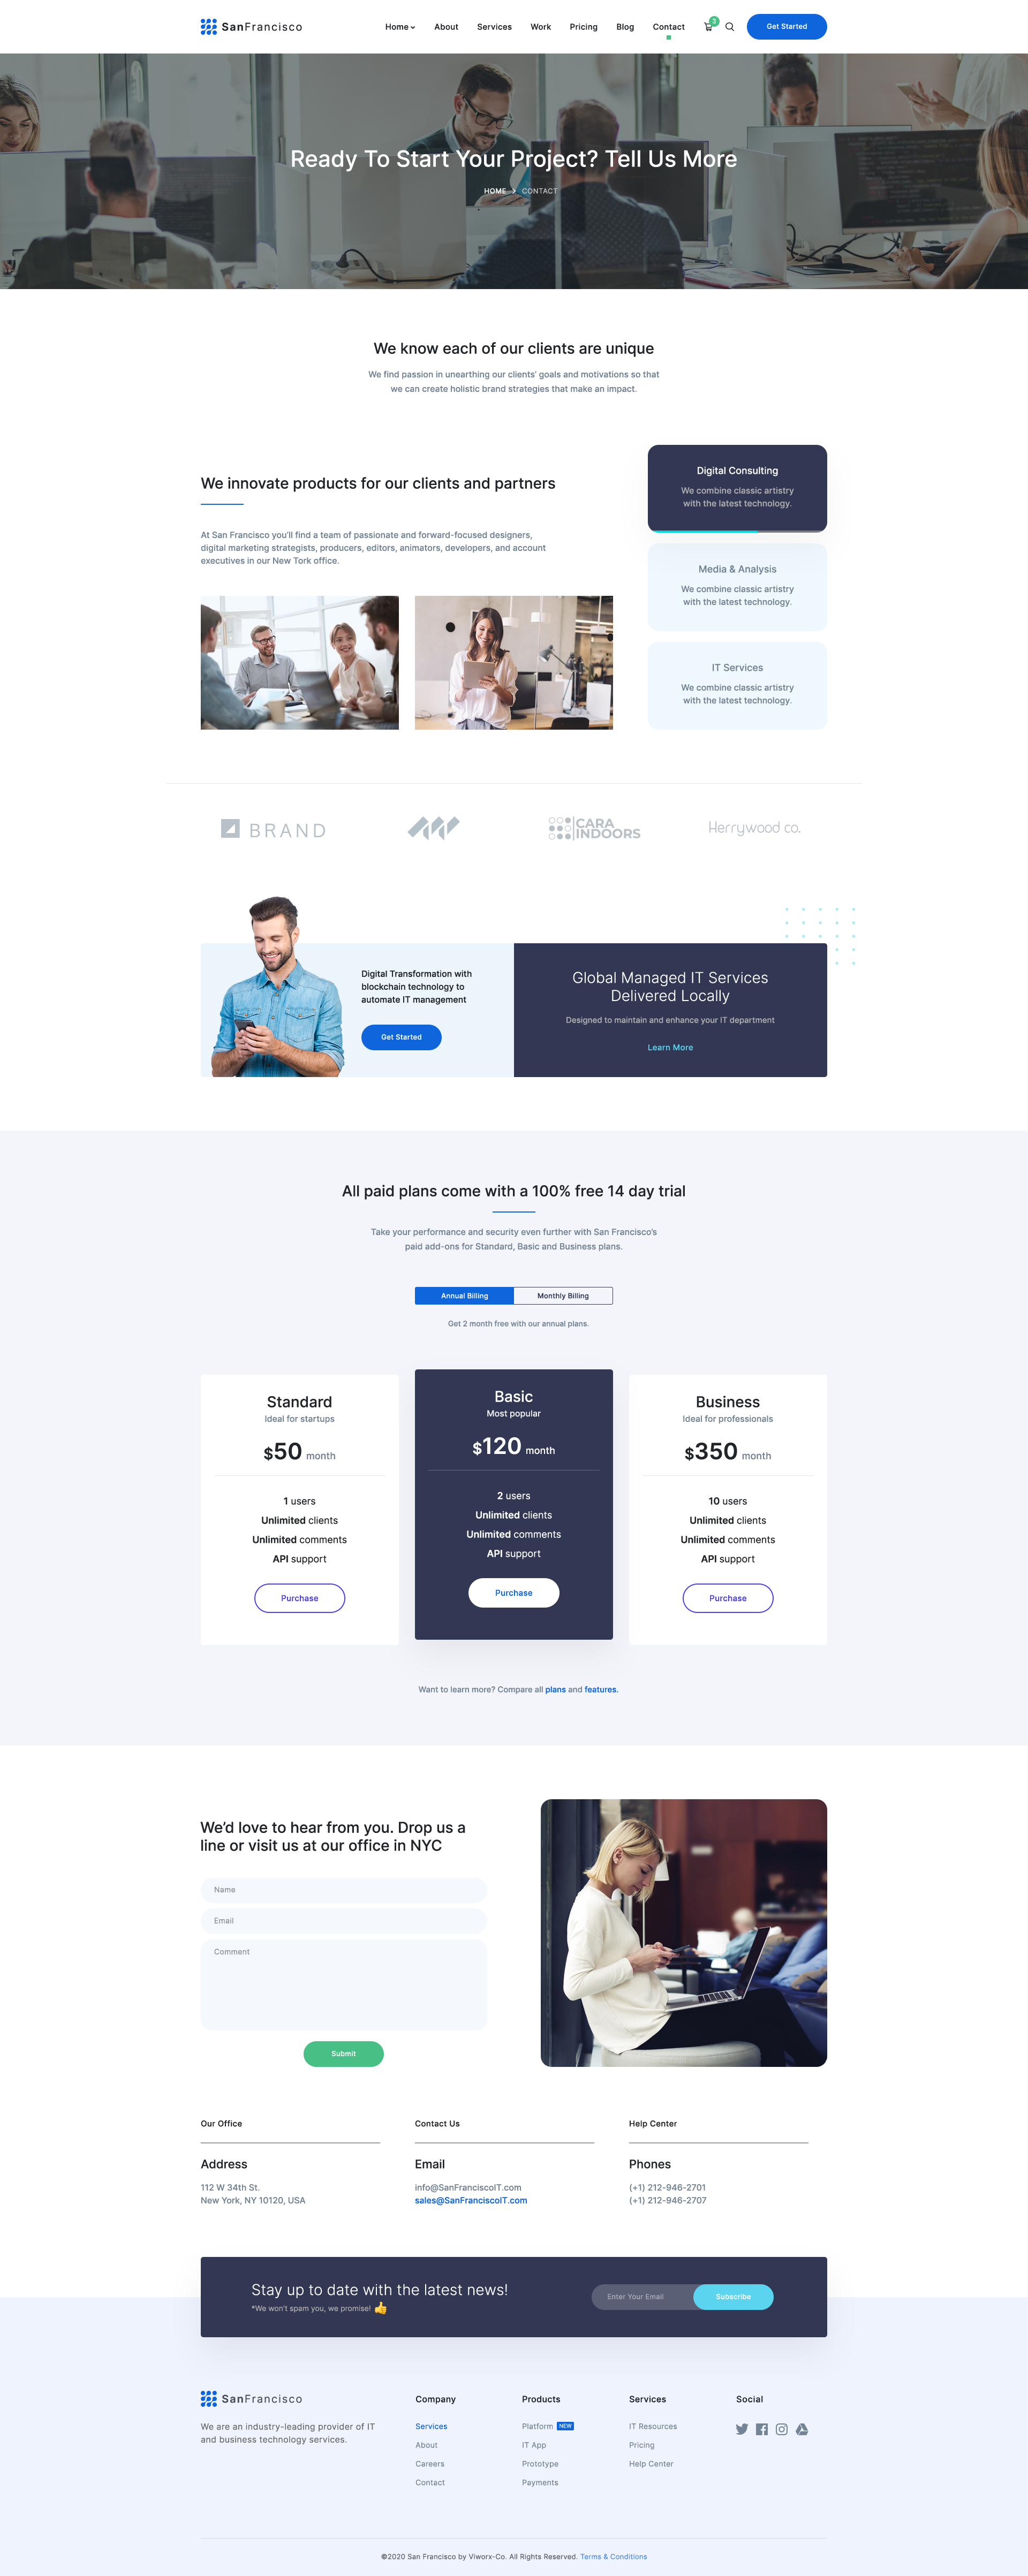 SanFrancisco
Home
About
Services
Work
Pricing
Blog
Contact
3
Get Started
Ready To Start Your Project? Tell Us More
HOME > CONTACT
We know each of our clients are unique
We find passion in unearthing our clients' goals and motivations so that
we can create holistic brand strategies that make an impact.
We innovate products for our clients and partners
At San Francisco you'll find a team of passionate and forward-focused designers,
digital marketing strategists, producers, editors, animators, developers, and account
executives in our New Tork office.
Digital Consulting
We combine classic artistry
with the latest technology.
Media & Analysis
We combine classic artistry
with the latest technology.
IT Services
We combine classic artistry
with the latest technology.
BRAND
CARA
INDOORS
Herrywood co.
Digital Transformation with
blockchain technology to
automate IT management
Get Started
Global Managed IT Services
Delivered Locally
Designed to maintain and enhance your IT department
Learn More
All paid plans come with a 100% free 14 day trial
Take your performance and security even further with San Francisco's
paid add-ons for Standard, Basic and Business plans.
Annual Billing
Monthly Billing
Get 2 month free with our annual plans.
Standard
Ideal for startups
$50 month
1 users
Unlimited clients
Unlimited comments
API support
Purchase
Basic
Most popular
$120 month
2 users
Unlimited clients
Unlimited comments
API support
Purchase
Business
Ideal for professionals
$350 month
10 users
Unlimited clients
Unlimited comments
API support
Purchase
Want to learn more? Compare all plans and features.
We'd love to hear from you. Drop us a
line or visit us at our office in NYC
Name
Email
Comment
Submit
Our Office
Address
112 W 34th St.
New York, NY 10120, USA
Contact Us
Email
info@SanFranciscoIT.com
sales@SanFranciscoIT.com
Help Center
Phones
(+1) 212-946-2701
(+1) 212-946-2707
Stay up to date with the latest news!
*We won't spam you, we promise! 👍
Enter Your Email
Subscribe
SanFrancisco
We are an industry-leading provider of IT
and business technology services.
Company
Services
About
Careers
Contact
Products
Platform NEW
IT App
Prototype
Payments
Services
IT Resources
Pricing
Help Center
Social
©2020 San Francisco by Viworx-Co. All Rights Reserved. Terms & Conditions